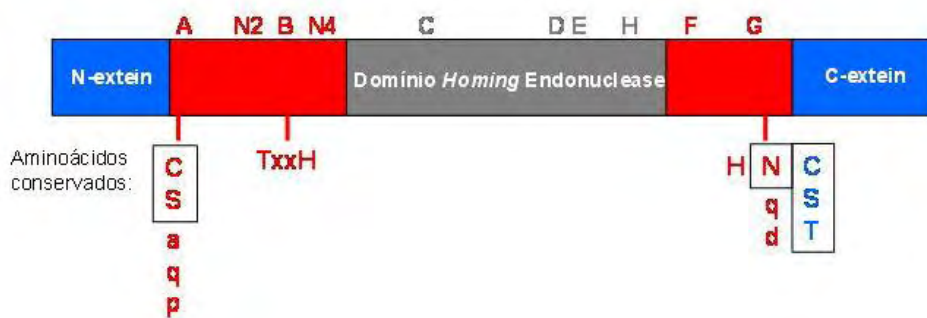 A N2 B N4 C D E H F G
N-extein Domínio Homing Endonuclease C-extein
Aminoácidos conservados:
C
S
a
q
p
TxxH
H N
q
d
C
S
T